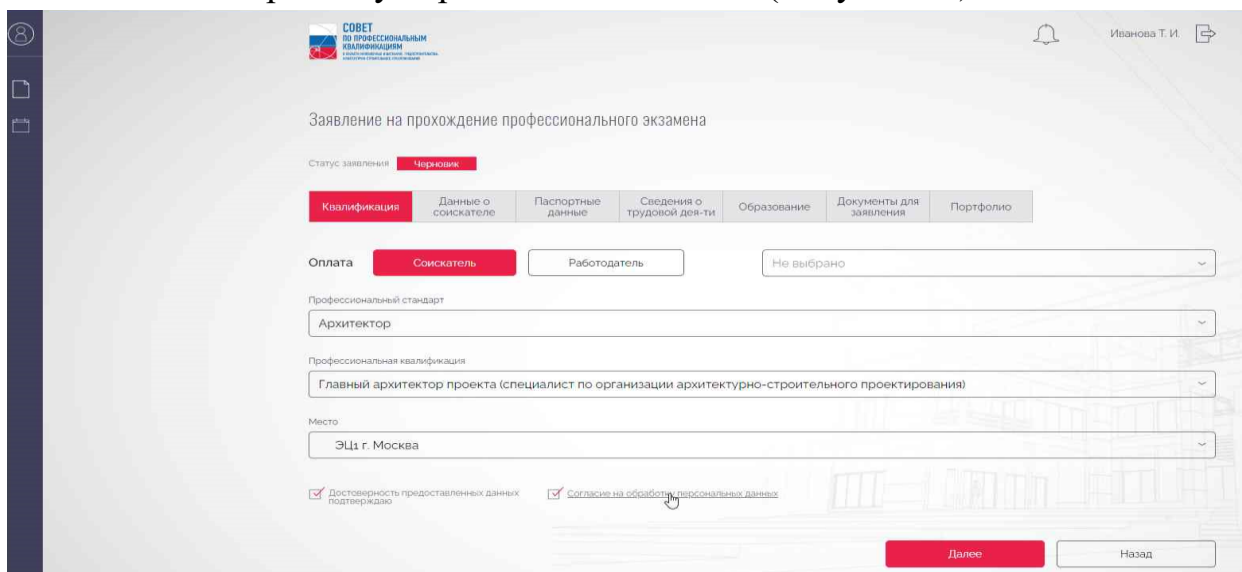 СОВЕТ
ПО ПРОФЕССИОНАЛЬНЫМ
КВАЛИФИКАЦИЯМ
Иванова Т. И.
Заявление на прохождение профессионального экзамена
Статус заявления Черновик
Квалификация
Данные о
соискателе
Паспортные
данные
Сведения о
трудовой дея-ти
Образование
Документы для
заявления
Портфолио
Оплата Соискатель Работодатель Не выбрано
Профессиональный стандарт
Архитектор
Профессиональная квалификация
Главный архитектор проекта (специалист по организации архитектурно-строительного проектирования)
Место
ЭЦ1 г. Москва
Достоверность предоставленных данных
подтверждаю
Согласие на обработку персональных данных
Далее Назад